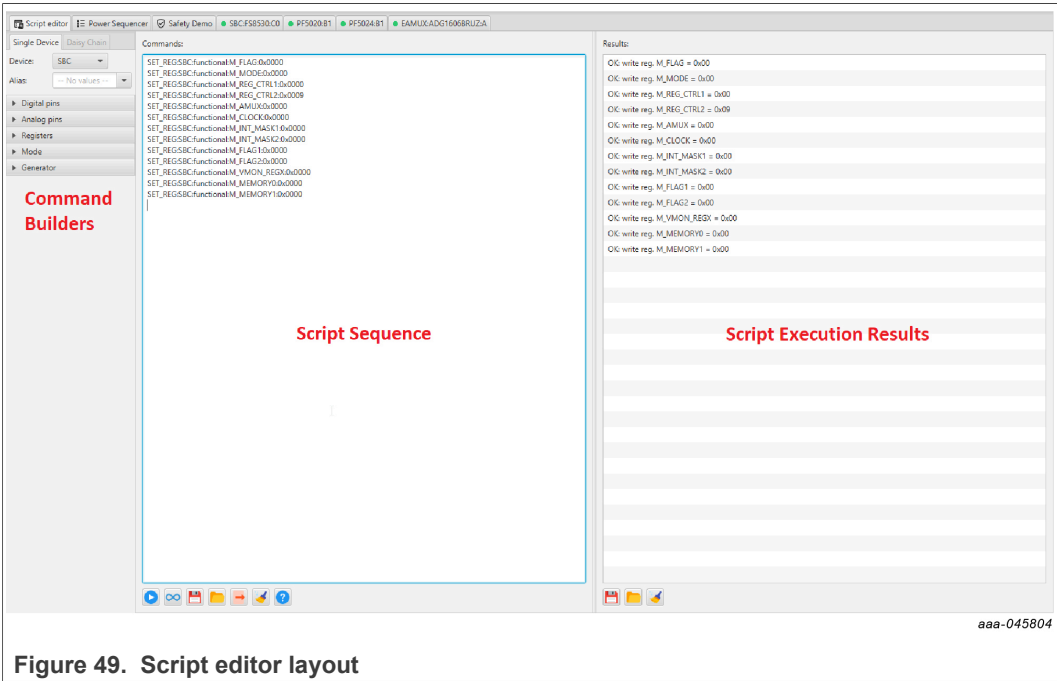 Script editor Power Sequencer Safety Demo SBC:FS8530:C0 PF5020:B1 PF5024:B1 EAMUX:ADG1606BRUZ:A
Single Device Daisy Chain
Device: SBC
Alias: -- No values --
Digital pins
Analog pins
Registers
Mode
Generator
Command
Builders
Commands:
SET_REG:SBC:functional:M_FLAG:0x0000
SET_REG:SBC:functional:M_MODE:0x0000
SET_REG:SBC:functional:M_REG_CTRL1:0x0000
SET_REG:SBC:functional:M_REG_CTRL2:0x0009
SET_REG:SBC:functional:M_AMUX:0x0000
SET_REG:SBC:functional:M_CLOCK:0x0000
SET_REG:SBC:functional:M_INT_MASK1:0x0000
SET_REG:SBC:functional:M_INT_MASK2:0x0000
SET_REG:SBC:functional:M_FLAG1:0x0000
SET_REG:SBC:functional:M_FLAG2:0x0000
SET_REG:SBC:functional:M_VMON_REGX:0x0000
SET_REG:SBC:functional:M_MEMORY0:0x0000
SET_REG:SBC:functional:M_MEMORY1:0x0000
Script Sequence
Results:
OK: write reg. M_FLAG = 0x00
OK: write reg. M_MODE = 0x00
OK: write reg. M_REG_CTRL1 = 0x00
OK: write reg. M_REG_CTRL2 = 0x09
OK: write reg. M_AMUX = 0x00
OK: write reg. M_CLOCK = 0x00
OK: write reg. M_INT_MASK1 = 0x00
OK: write reg. M_INT_MASK2 = 0x00
OK: write reg. M_FLAG1 = 0x00
OK: write reg. M_FLAG2 = 0x00
OK: write reg. M_VMON_REGX = 0x00
OK: write reg. M_MEMORY0 = 0x00
OK: write reg. M_MEMORY1 = 0x00
Script Execution Results
aaa-045804
Figure 49. Script editor layout